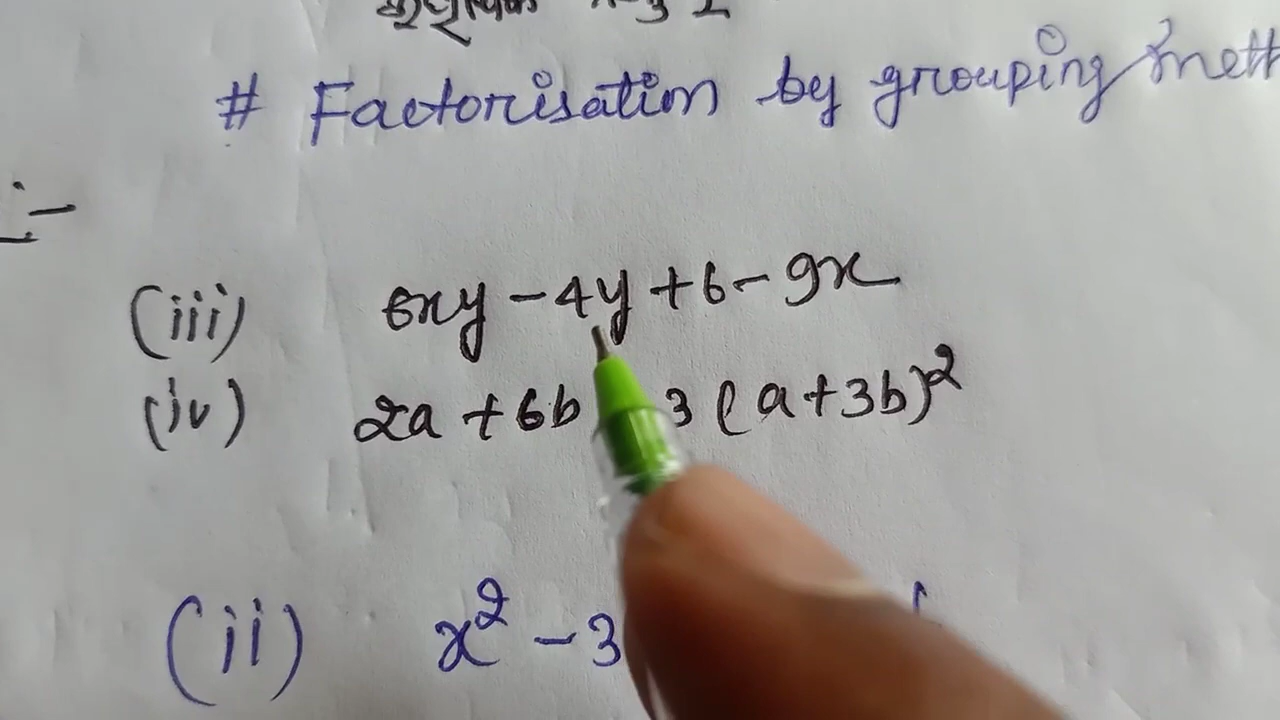 # Factorisation by grouping
:-
(iii) 6xy - 4y + 6 - 9x
(iv) 2a + 6b 3 (a + 3b)²
(ii) x² - 3